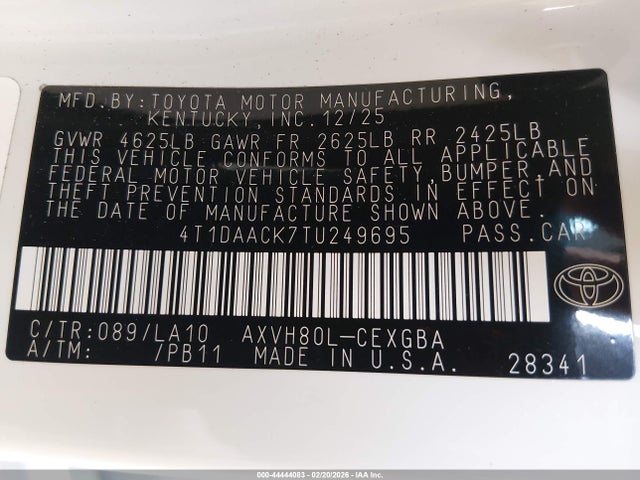 MFD.BY:TOYOTA MOTOR MANUFACTURING,
KENTUCKY,INC.12/25
GVWR 4625LB GAWR FR 2625LB RR 2425LB
THIS VEHICLE CONFORMS TO ALL APPLICABLE
FEDERAL MOTOR VEHICLE SAFETY,BUMPER,AND
THEFT PREVENTION STANDARDS IN EFFECT ON
THE DATE OF MANUFACTURE SHOWN ABOVE.
4T1DAACK7TU249695 PASS.CAR
C/TR:089/LA10 AXVH80L-CEXGBA
A/TM: /PB11 MADE IN U.S.A. 28341
000-44444083 - 02/20/2026 - IAA Inc.